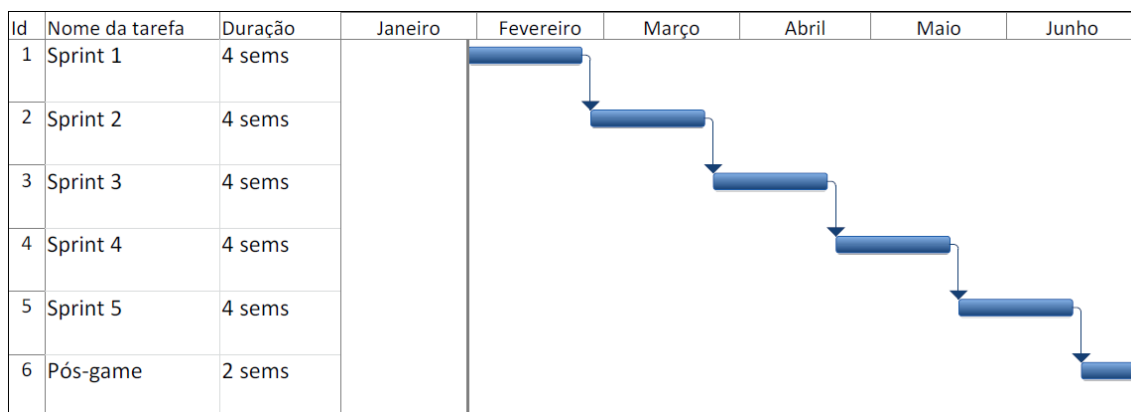 Id Nome da tarefa Duração Janeiro Fevereiro Março Abril Maio Junho
1 Sprint 1 4 sems
2 Sprint 2 4 sems
3 Sprint 3 4 sems
4 Sprint 4 4 sems
5 Sprint 5 4 sems
6 Pós-game 2 sems